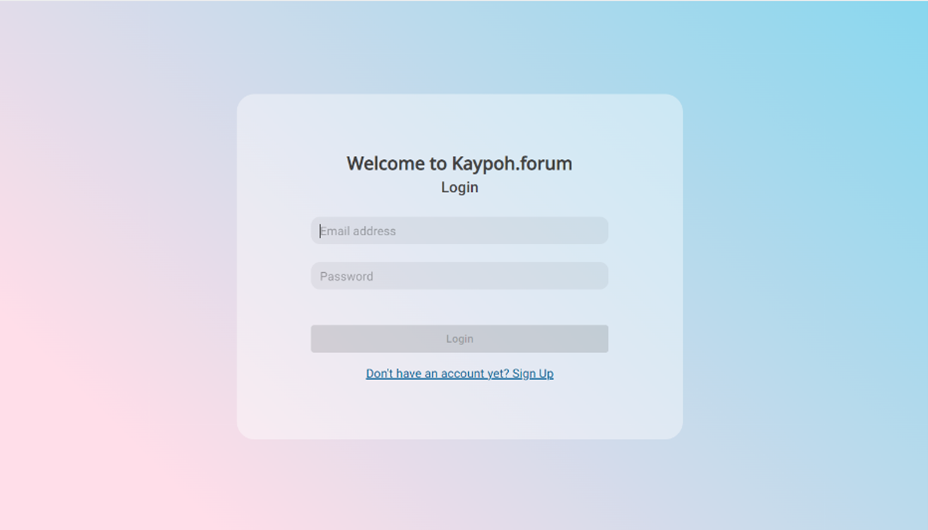 Welcome to Kaypoh.forum
Login
Email address
Password
Login
Don't have an account yet? Sign Up